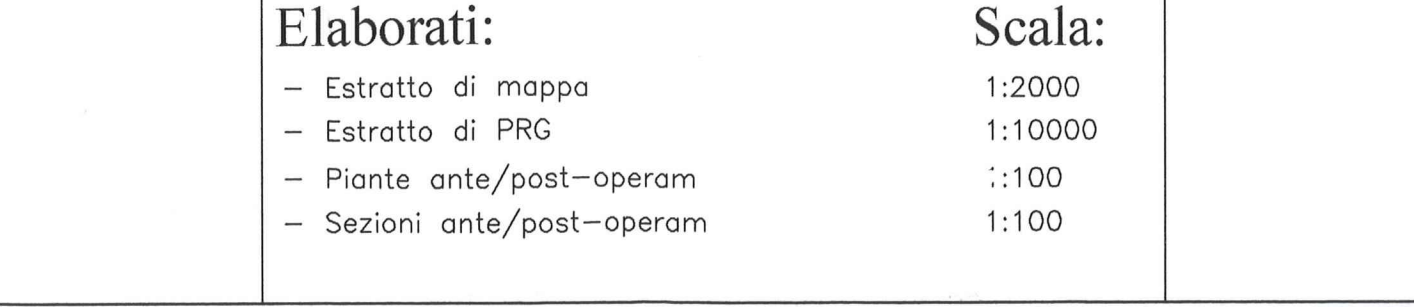 Elaborati: Scala:
– Estratto di mappa 1:2000
– Estratto di PRG 1:10000
– Piante ante/post-operam :100
– Sezioni ante/post-operam 1:100